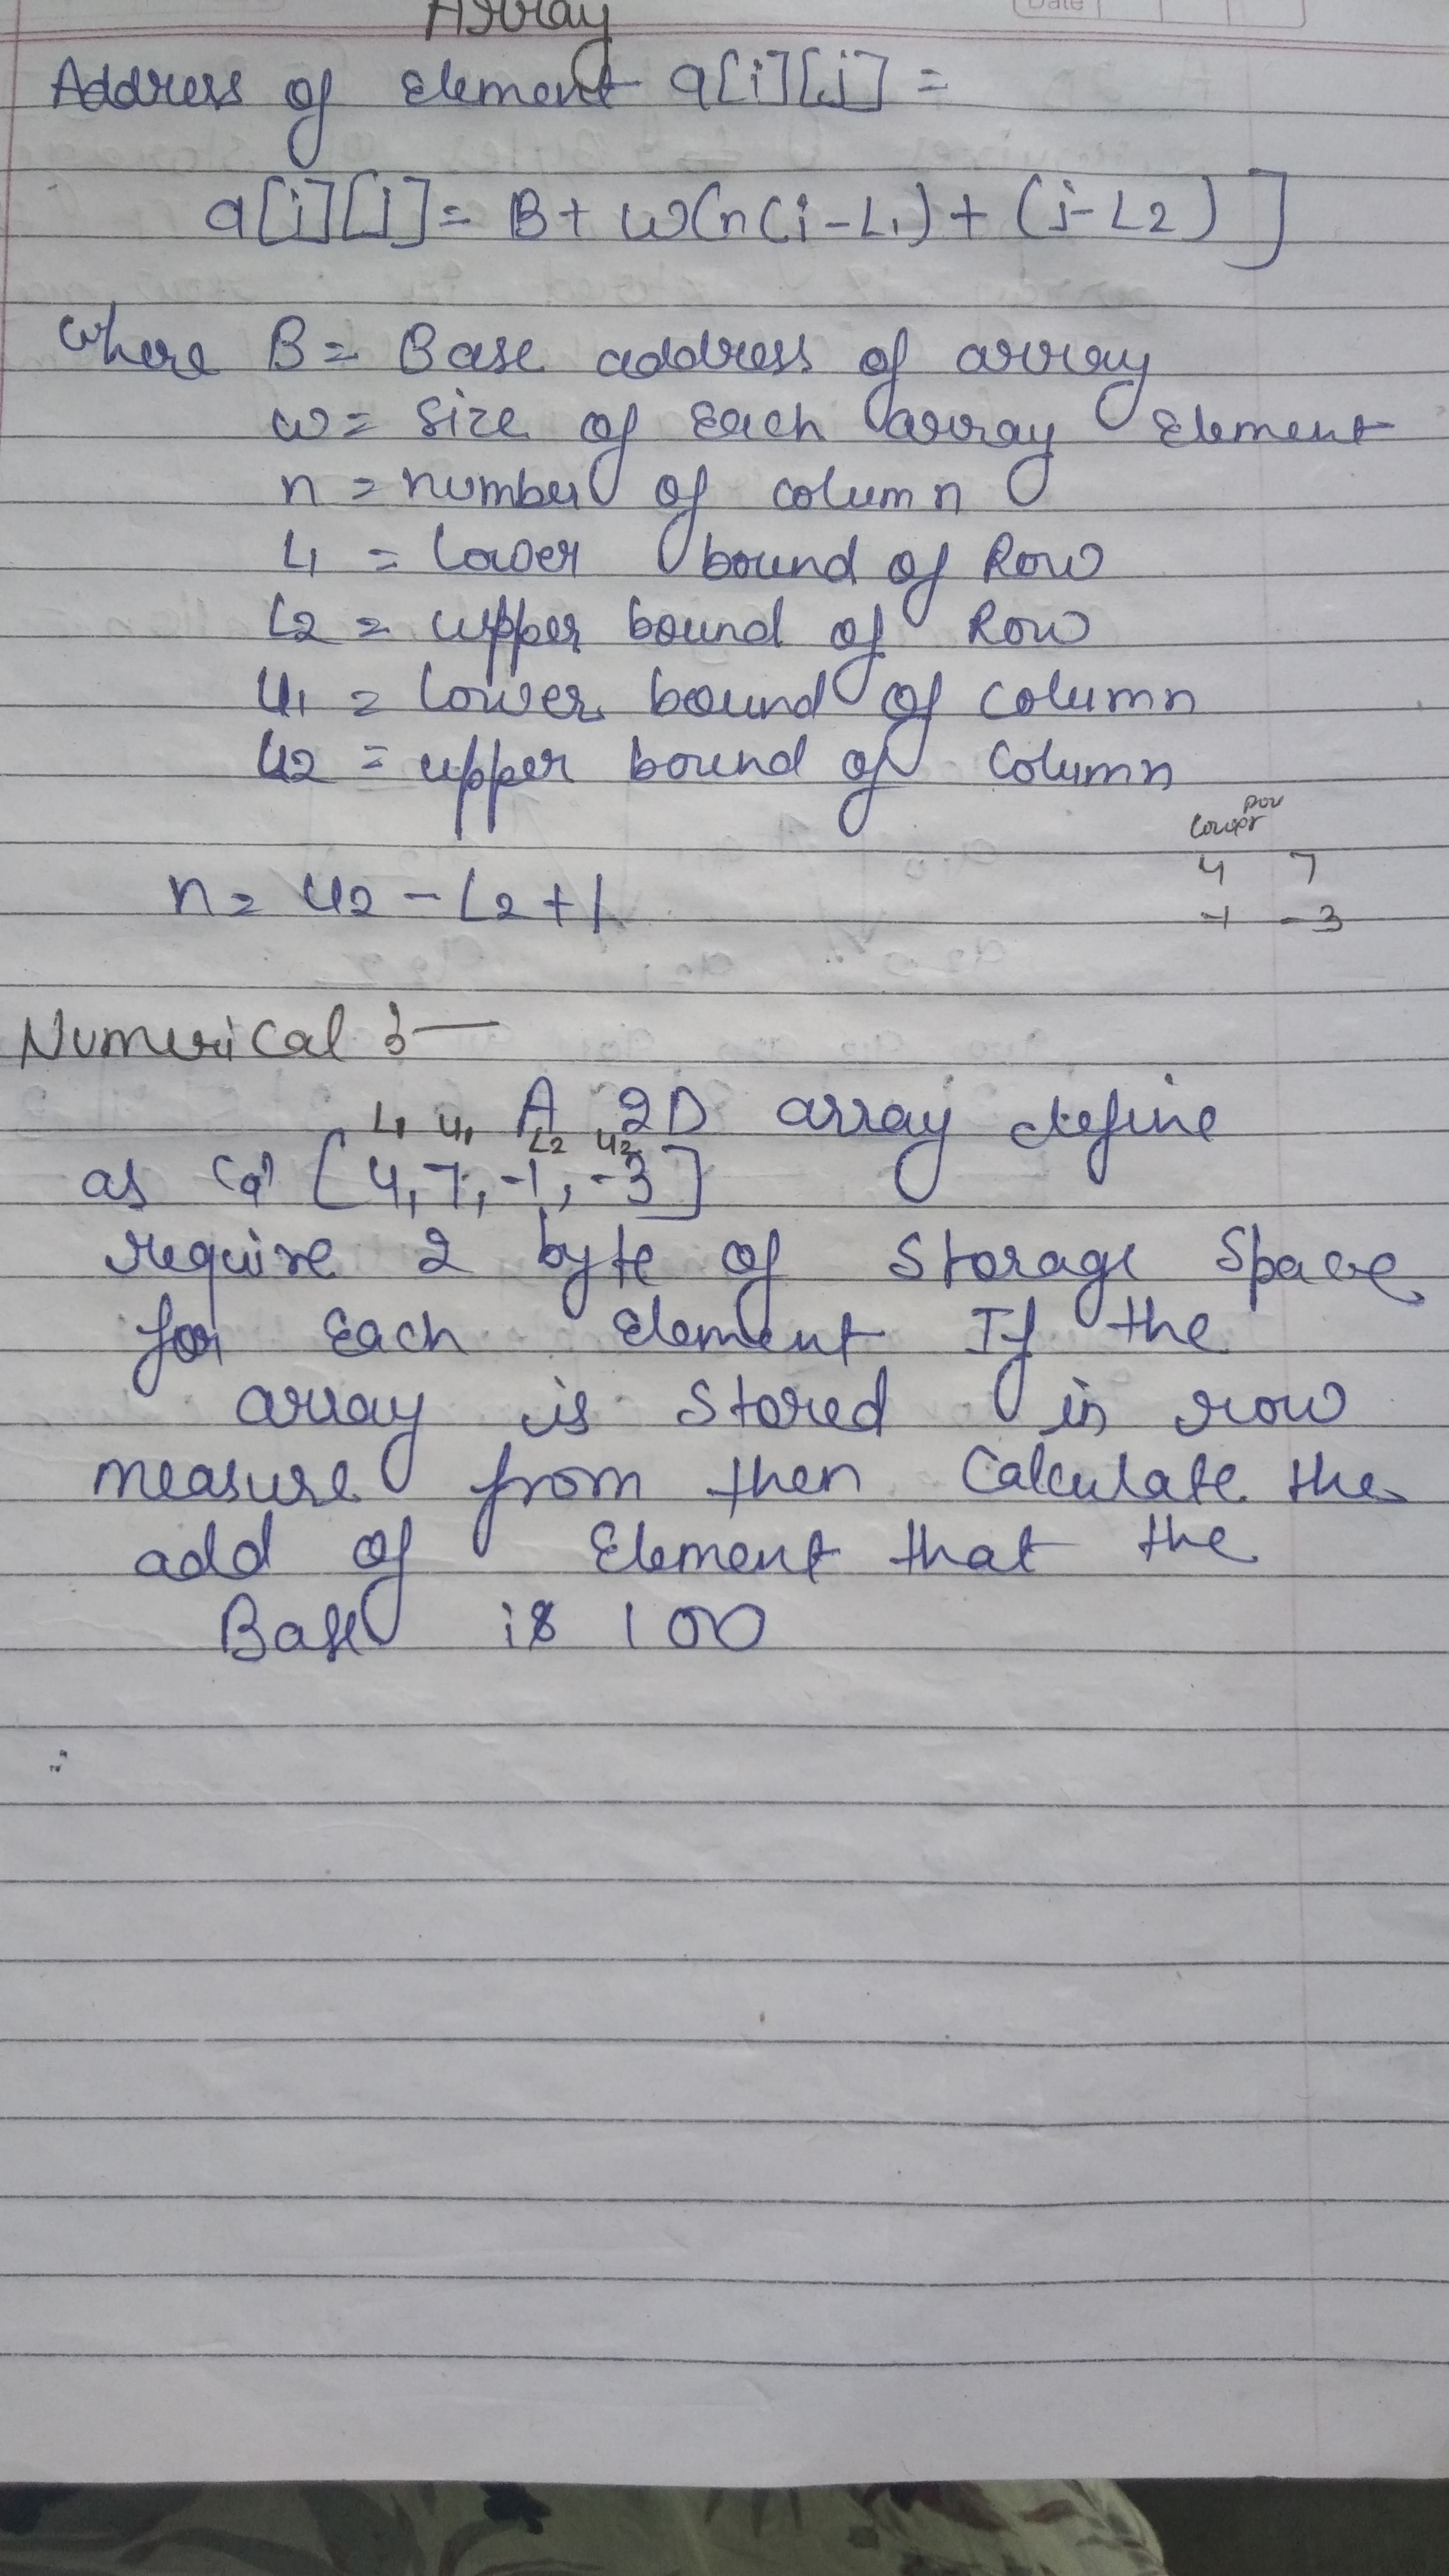 Array
Date
Address of Element a[i][j] =
a[i][j] = B + w(n(i-L1) + (j-L2) ]
where B = Base address of array
w = size of Each array Element
n = number of column
L1 = lower bound of Row
L2 = upper bound of Row
U1 = lower bound of column
U2 = upper bound of column
n = U2 - L2 + 1
lower
4 7
-1 -3
Numerical :-
A 2D array define
L1 U1 L2 U2
as 'a' [4, 7, -1, -3]
require 2 byte of storage space
for Each Element If the
array is stored in row
measure from then calculate the
add of Element that the
Base is 100